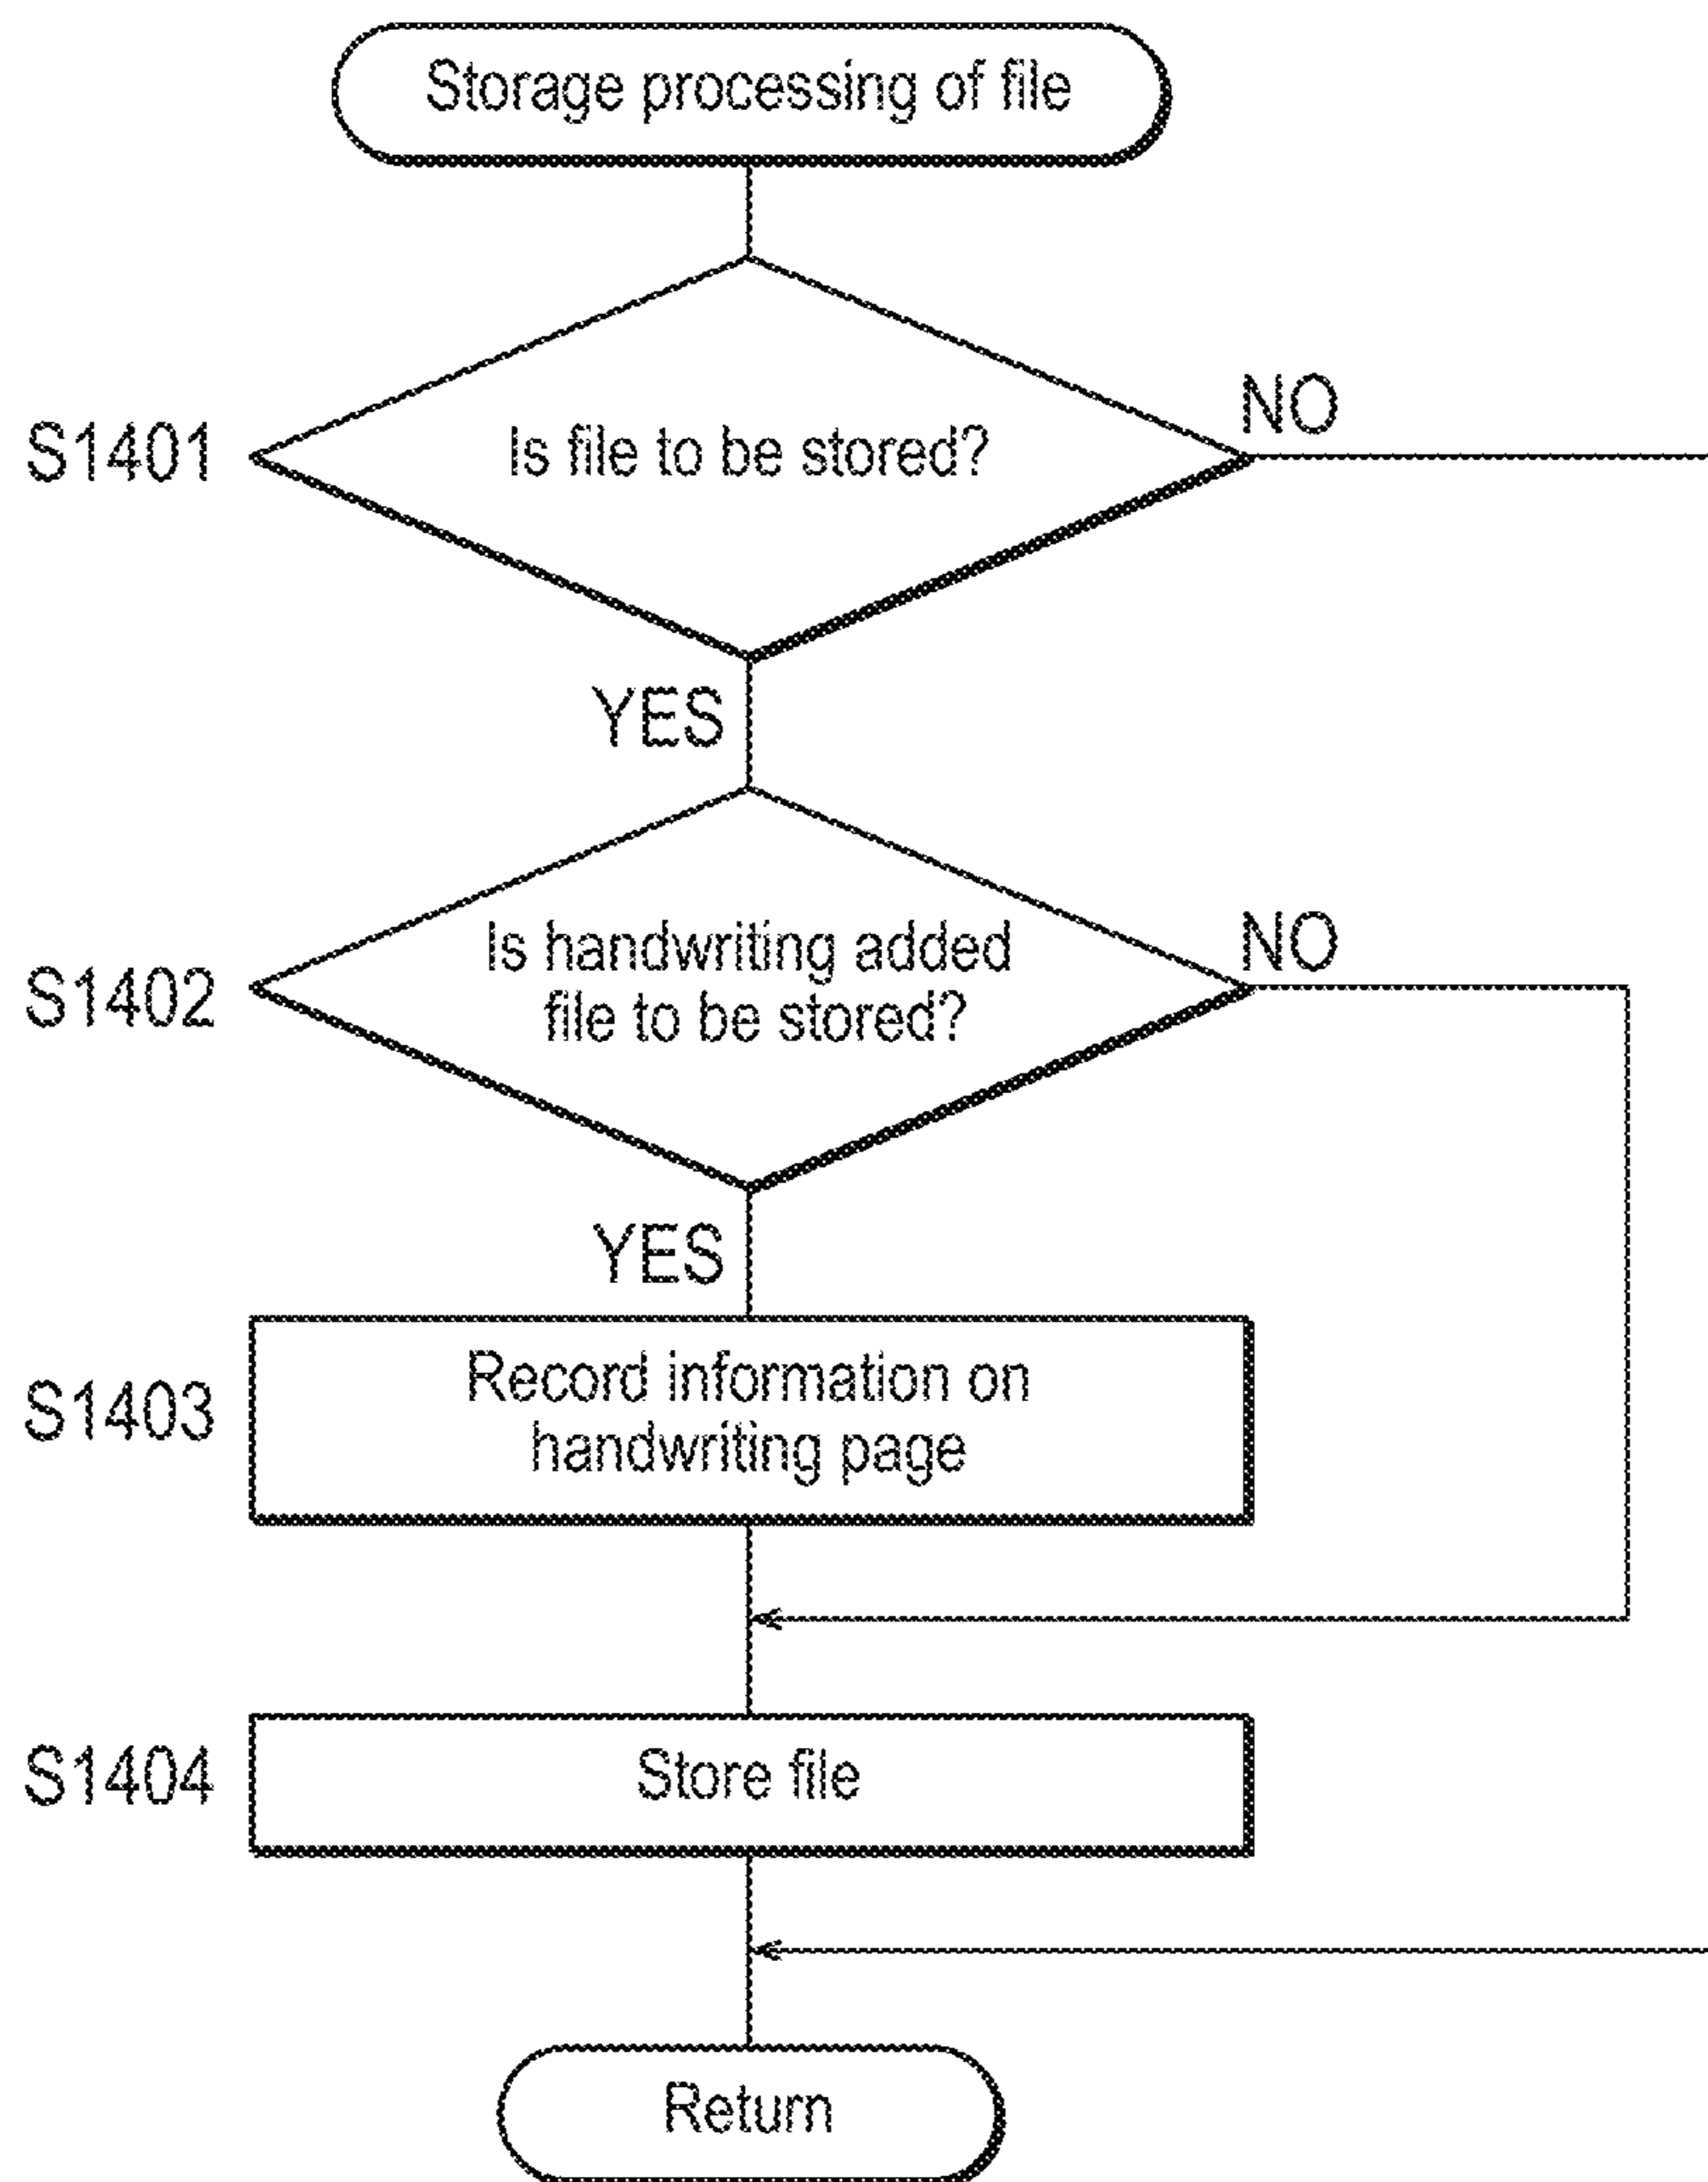 Storage processing of file
S1401
Is file to be stored?
NO
YES
S1402
Is handwriting added
file to be stored?
NO
YES
S1403
Record information on
handwriting page
S1404
Store file
Return